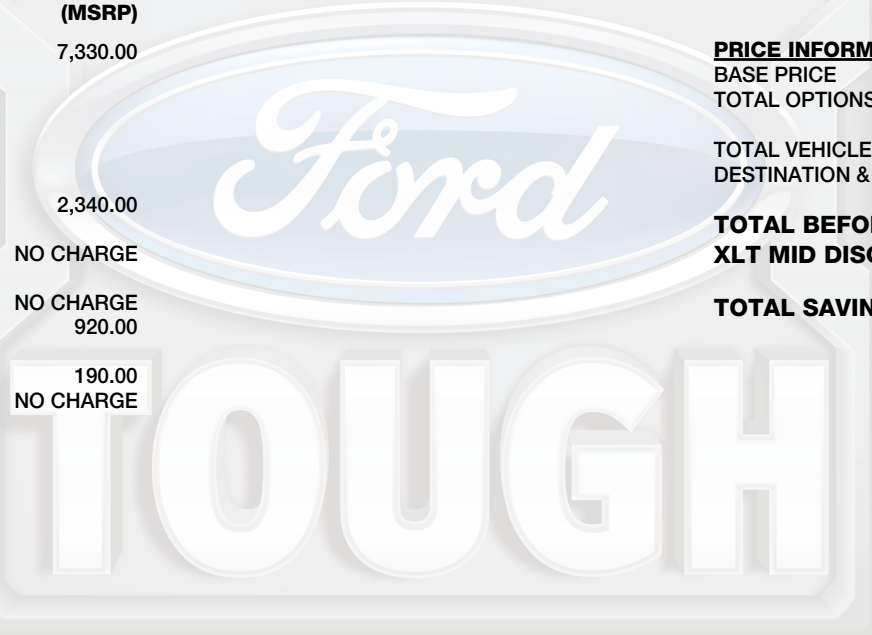 (MSRP)
7,330.00
2,340.00
NO CHARGE
NO CHARGE
920.00
190.00
NO CHARGE
PRICE INFORM
BASE PRICE
TOTAL OPTIONS
TOTAL VEHICLE
DESTINATION &
TOTAL BEFO
XLT MID DISC
TOTAL SAVIN
Ford
TOUGH